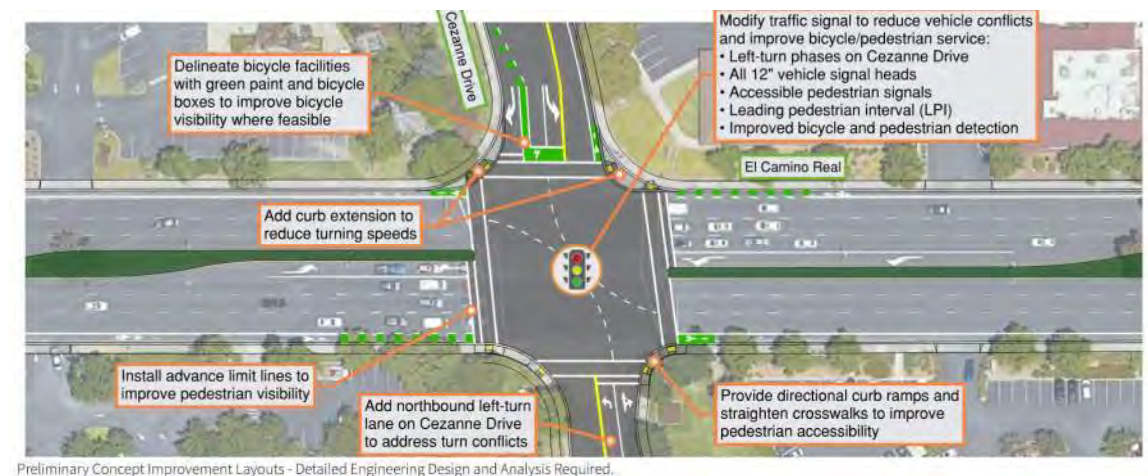 Cezanne Drive
Delineate bicycle facilities
with green paint and bicycle
boxes to improve bicycle
visibility where feasible
Modify traffic signal to reduce vehicle conflicts
and improve bicycle/pedestrian service:
• Left-turn phases on Cezanne Drive
• All 12" vehicle signal heads
• Accessible pedestrian signals
• Leading pedestrian interval (LPI)
• Improved bicycle and pedestrian detection
El Camino Real
Add curb extension to
reduce turning speeds
Install advance limit lines to
improve pedestrian visibility
Add northbound left-turn
lane on Cezanne Drive
to address turn conflicts
Provide directional curb ramps and
straighten crosswalks to improve
pedestrian accessibility
Preliminary Concept Improvement Layouts - Detailed Engineering Design and Analysis Required.